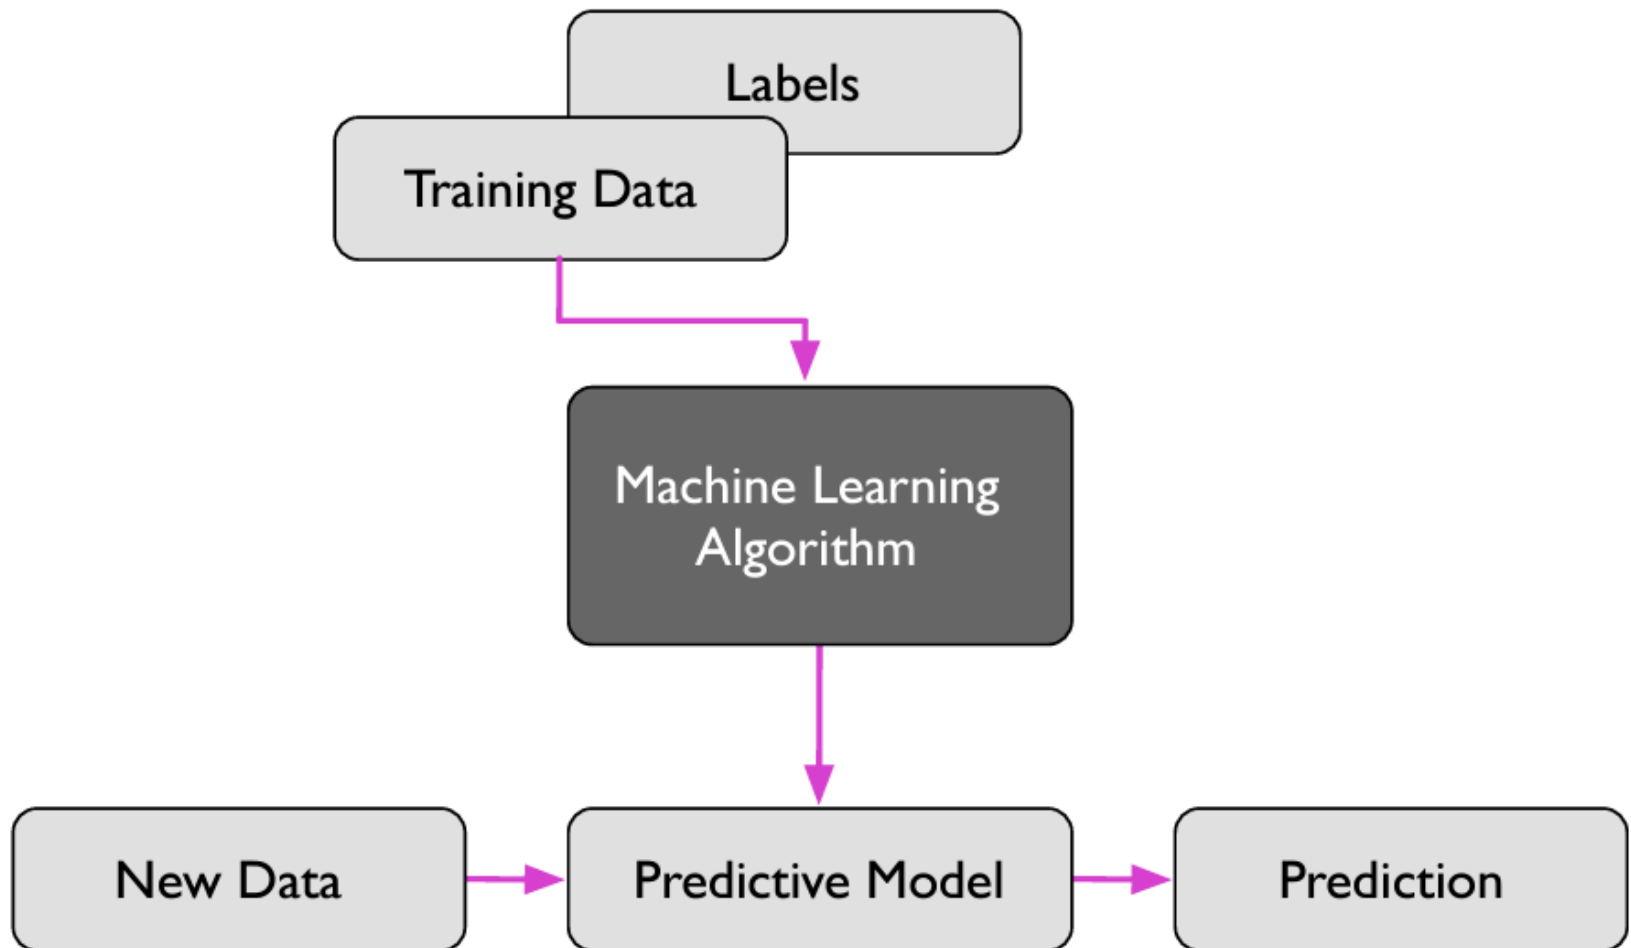 Labels
Training Data
Machine Learning
Algorithm
New Data
Predictive Model
Prediction